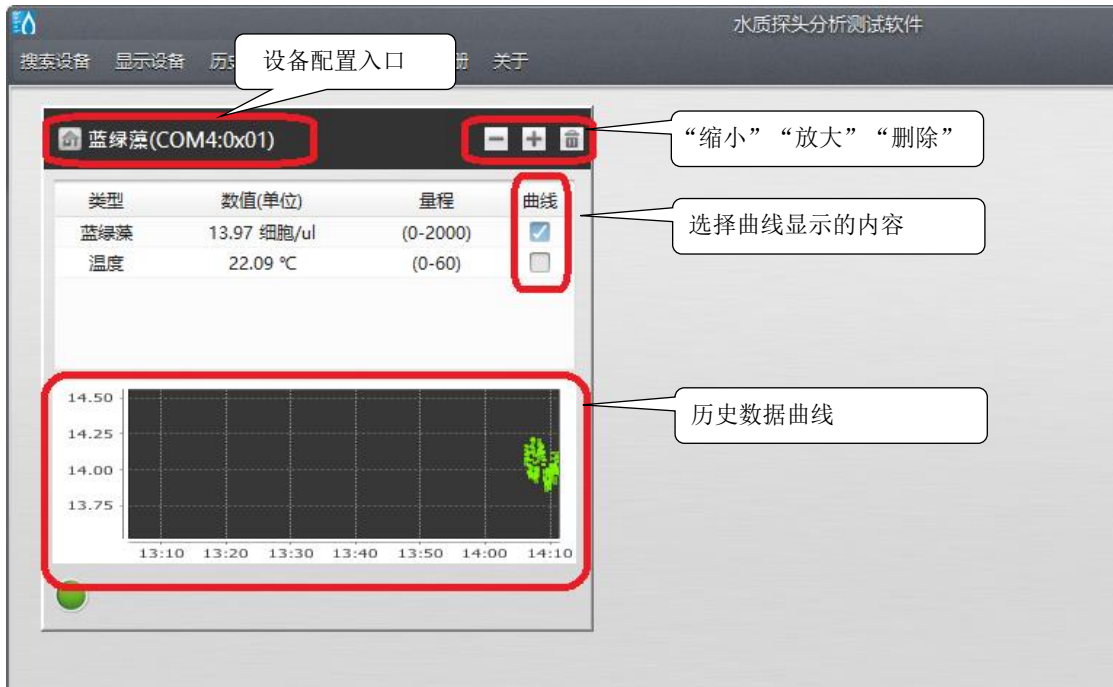 水质探头分析测试软件
搜索设备 显示设备 关于
设备配置入口
蓝绿藻(COM4:0x01)
“缩小”“放大”“删除”
类型 数值(单位) 量程 曲线
蓝绿藻 13.97 细胞/ul (0-2000)
温度 22.09 ℃ (0-60)
选择曲线显示的内容
历史数据曲线
14.50
14.25
14.00
13.75
13:10 13:20 13:30 13:40 13:50 14:00 14:10